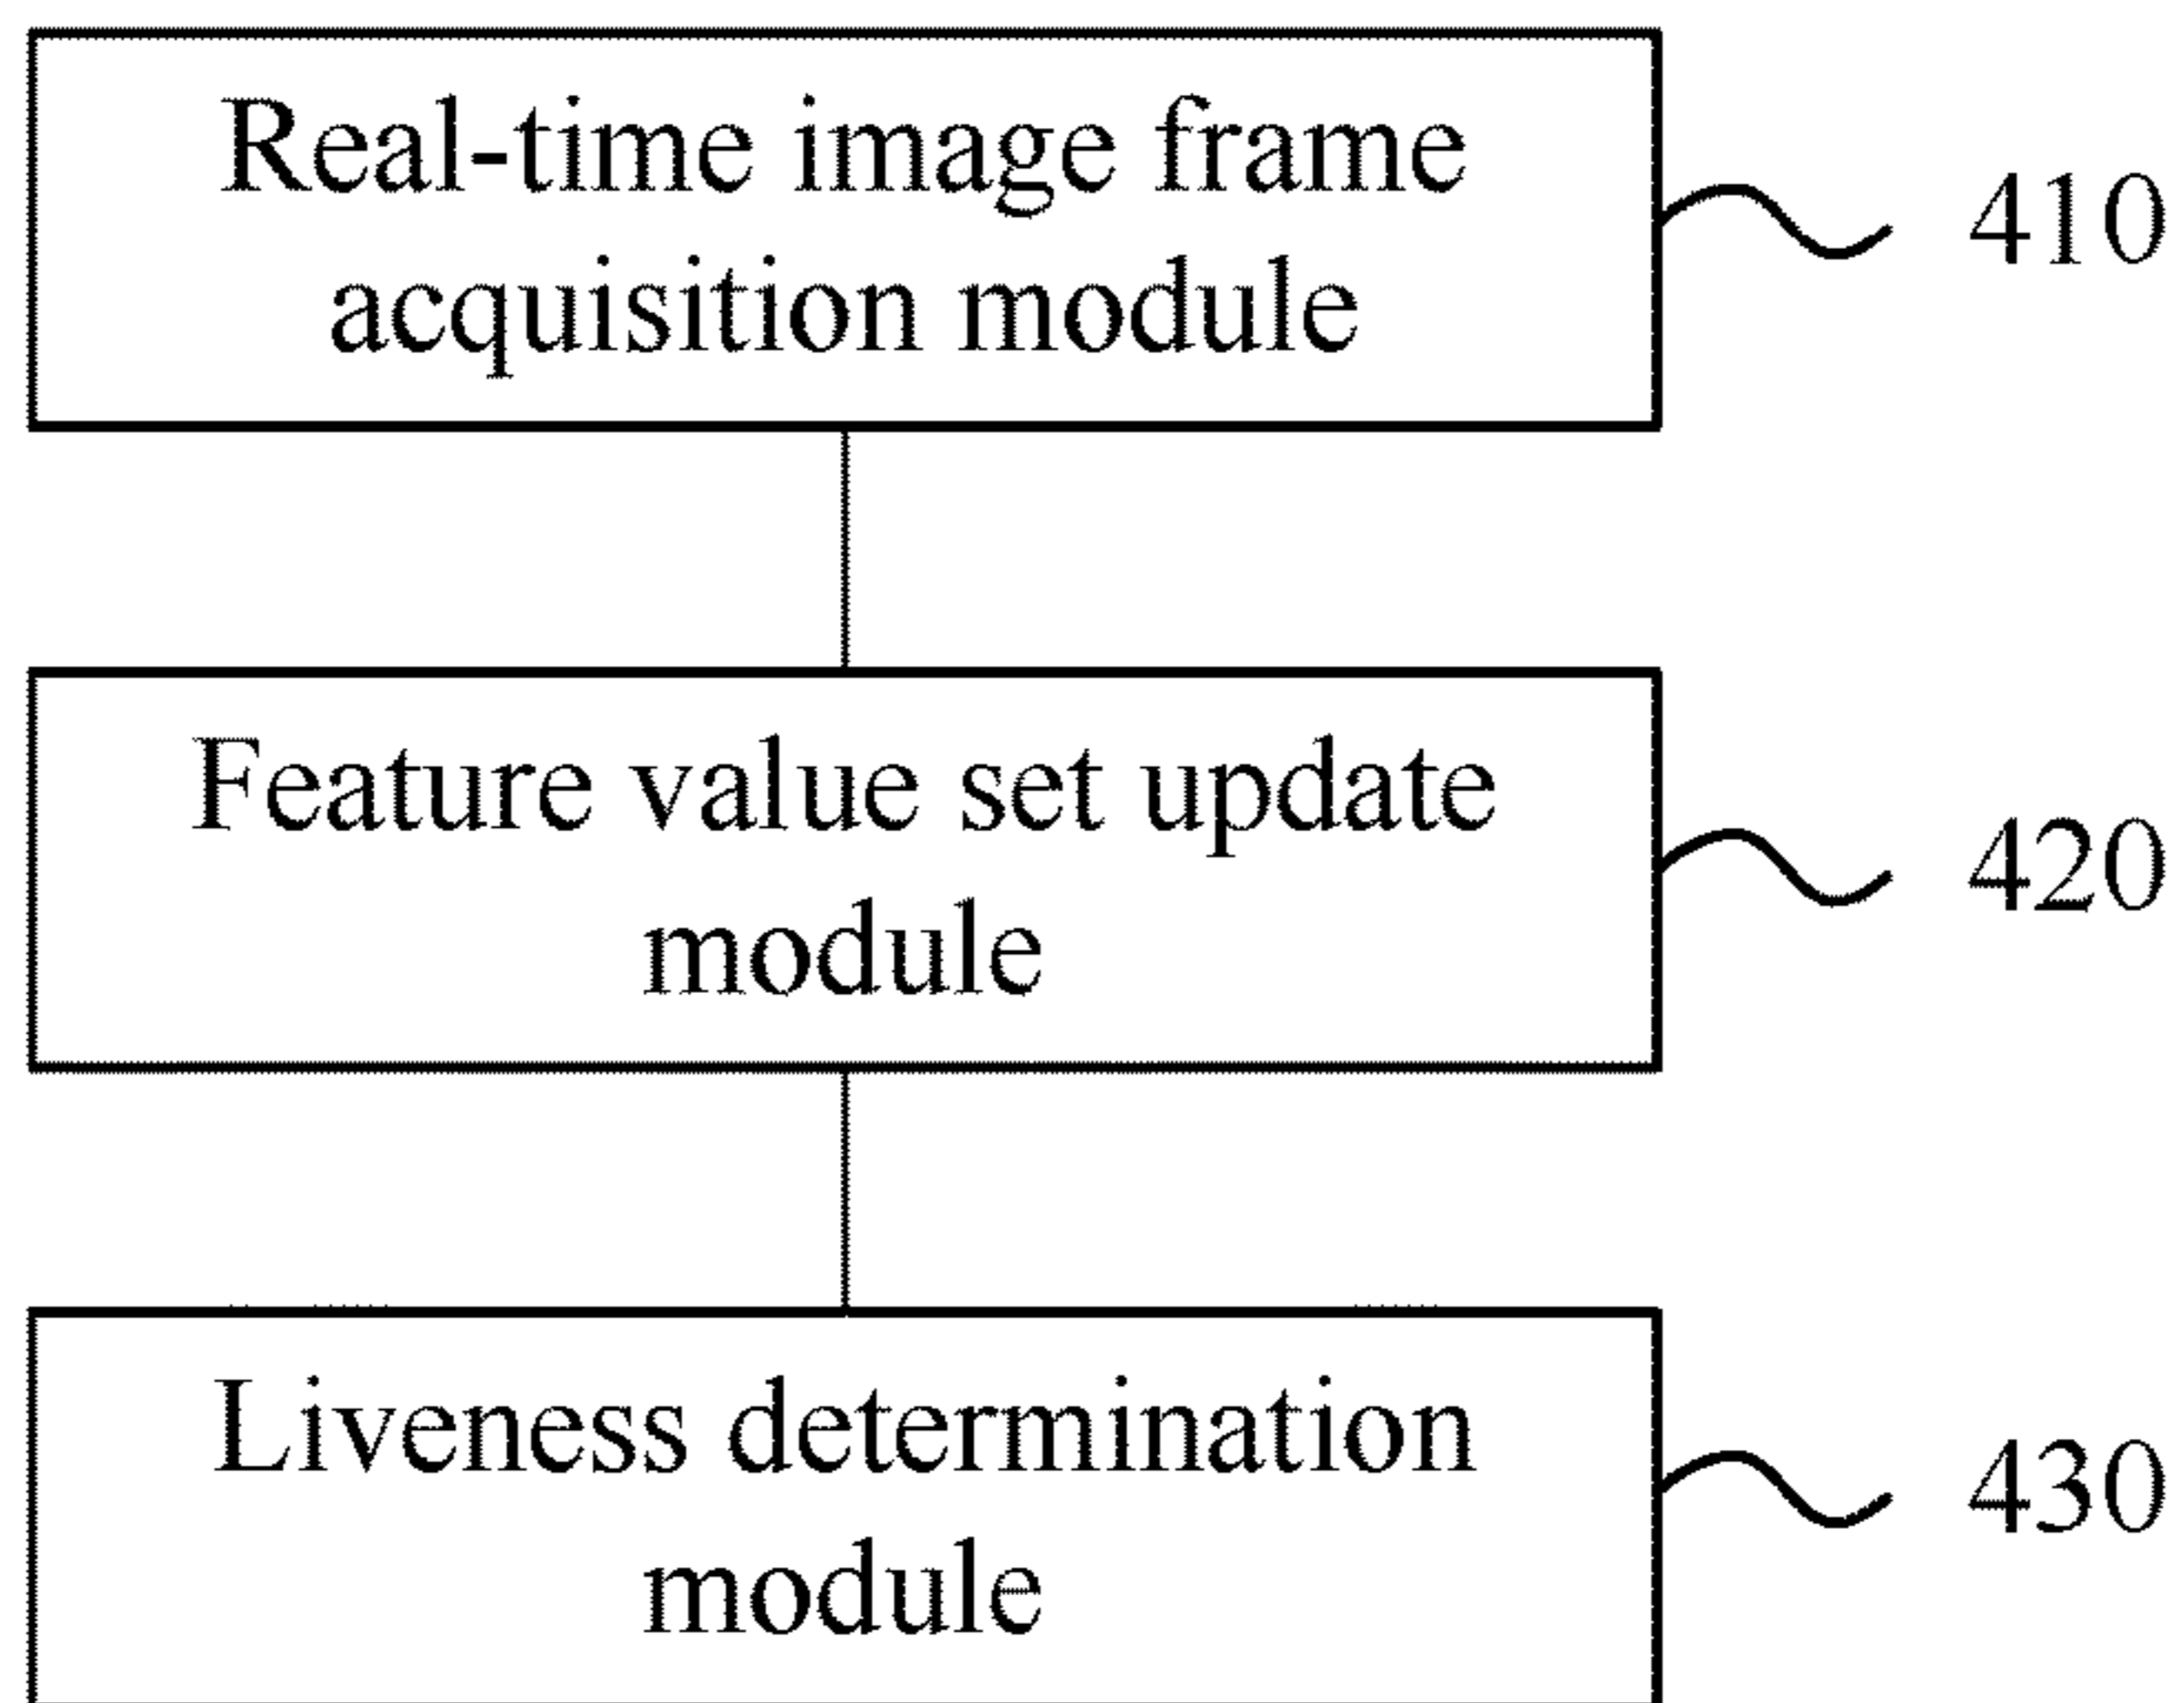 Real-time image frame
acquisition module
410
Feature value set update
module
420
Liveness determination
module
430